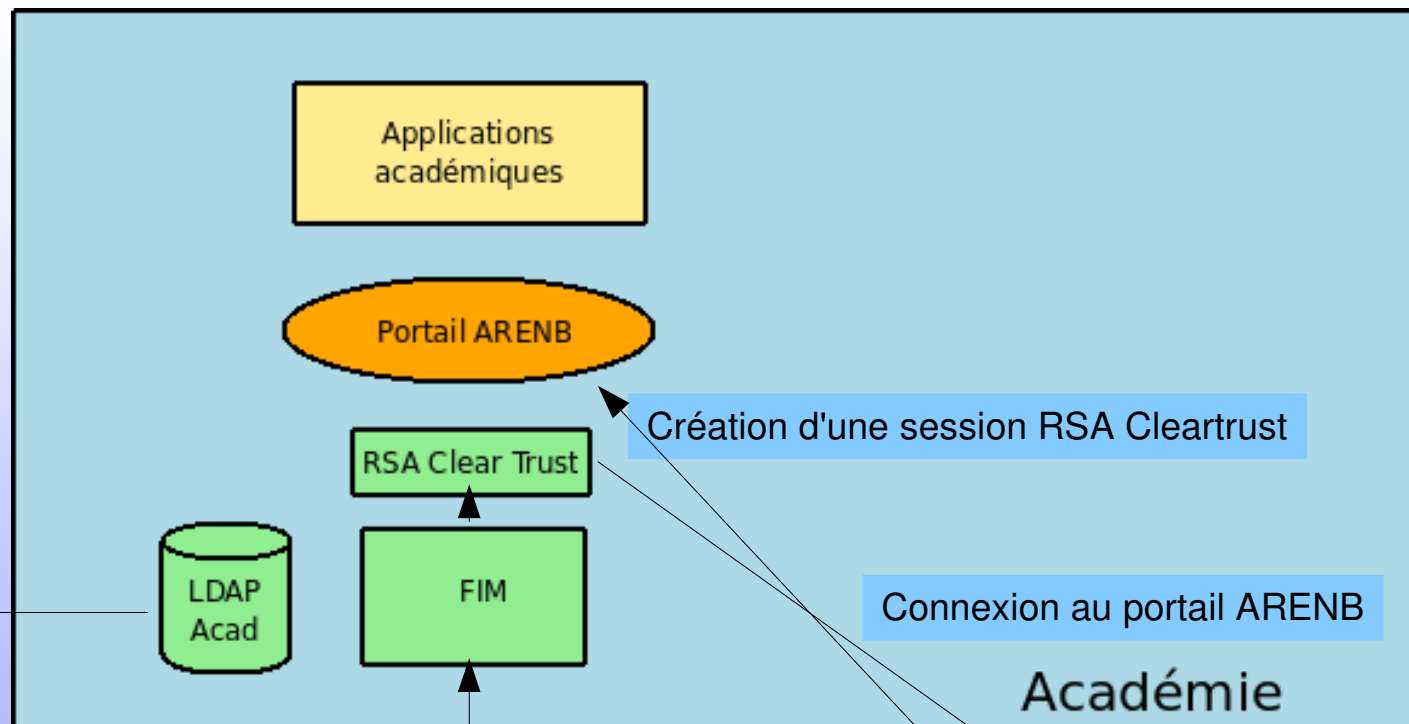 Applications
académiques
Portail ARENB
Création d'une session RSA Cleartrust
RSA Clear Trust
LDAP
Acad
FIM
Connexion au portail ARENB
Académie